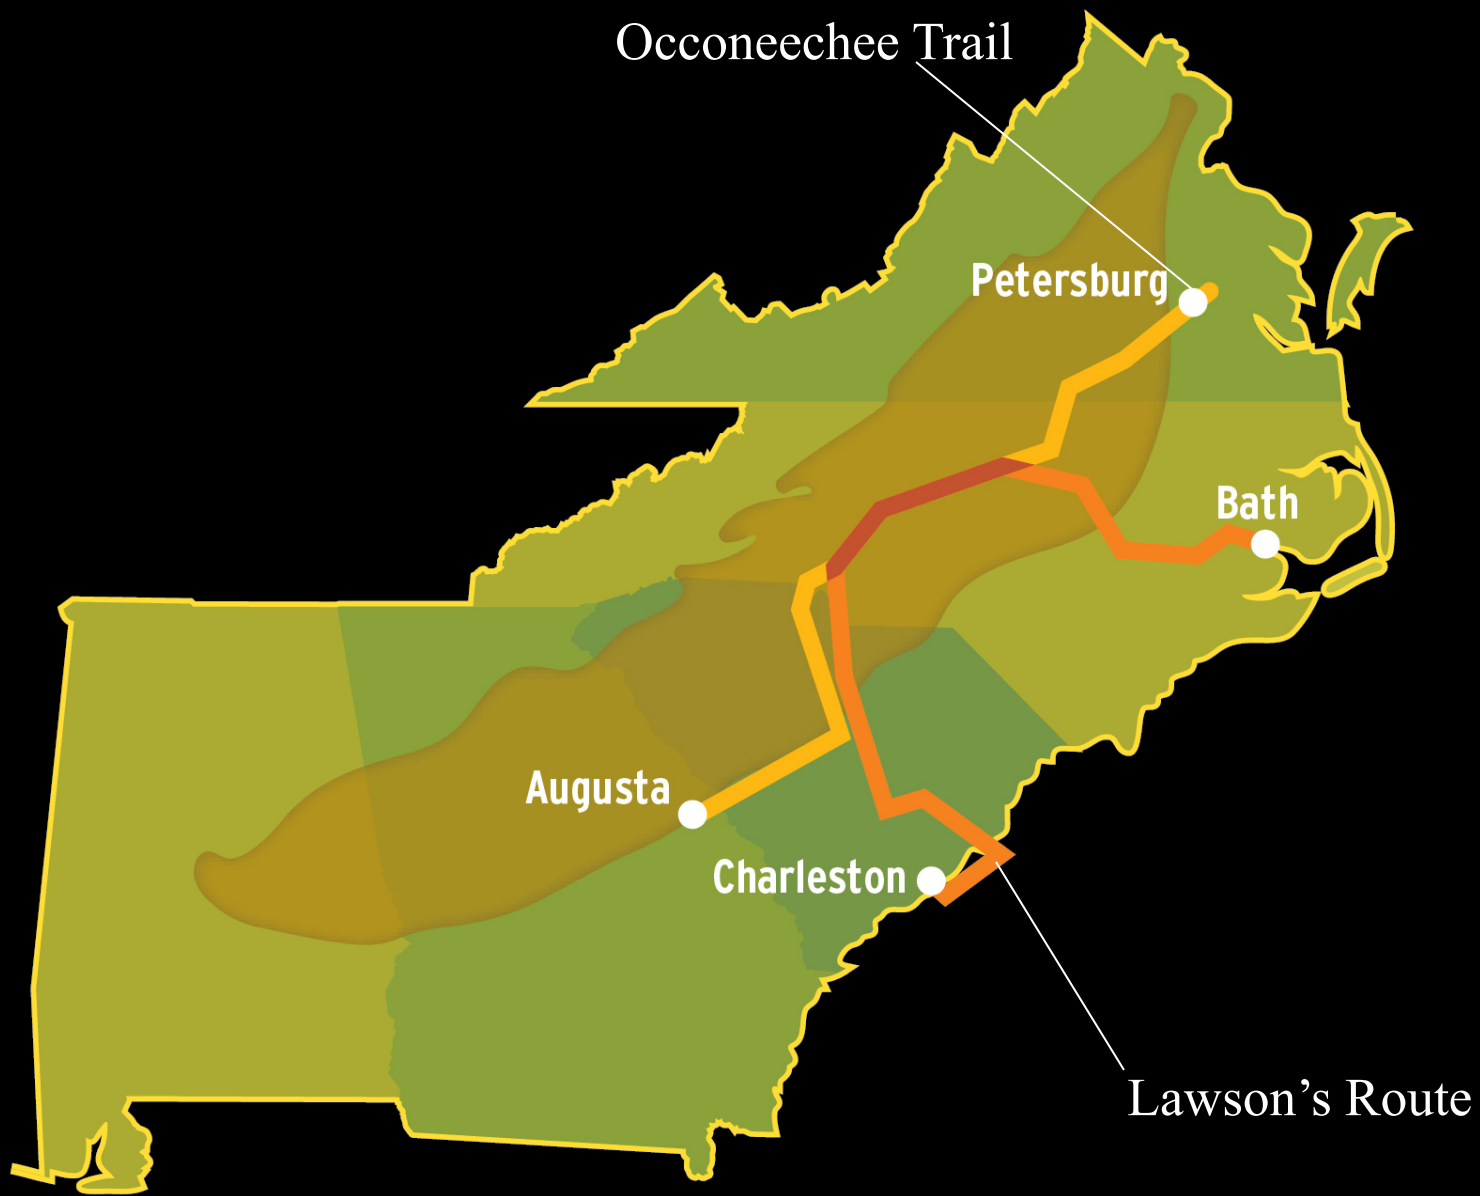 Occoneechee Trail
Petersburg
Bath
Augusta
Charleston
Lawson’s Route